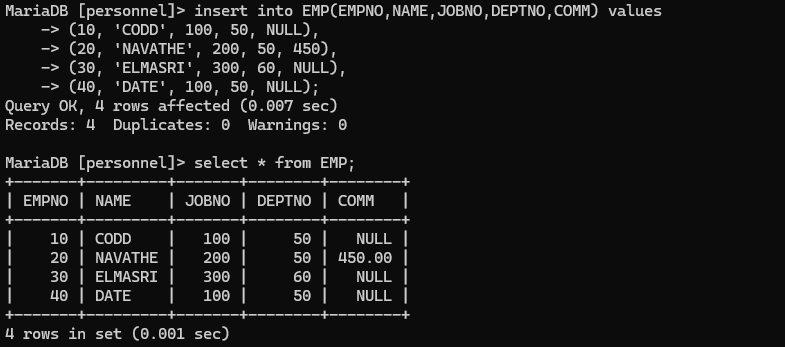 MariaDB [personnel]> insert into EMP(EMPNO,NAME,JOBNO,DEPTNO,COMM) values
    -> (10, 'CODD', 100, 50, NULL),
    -> (20, 'NAVATHE', 200, 50, 450),
    -> (30, 'ELMASRI', 300, 60, NULL),
    -> (40, 'DATE', 100, 50, NULL);
Query OK, 4 rows affected (0.007 sec)
Records: 4  Duplicates: 0  Warnings: 0

MariaDB [personnel]> select * from EMP;
+-------+---------+-------+--------+--------+
| EMPNO | NAME    | JOBNO | DEPTNO | COMM   |
+-------+---------+-------+--------+--------+
|    10 | CODD    |   100 |     50 |   NULL |
|    20 | NAVATHE |   200 |     50 | 450.00 |
|    30 | ELMASRI |   300 |     60 |   NULL |
|    40 | DATE    |   100 |     50 |   NULL |
+-------+---------+-------+--------+--------+
4 rows in set (0.001 sec)